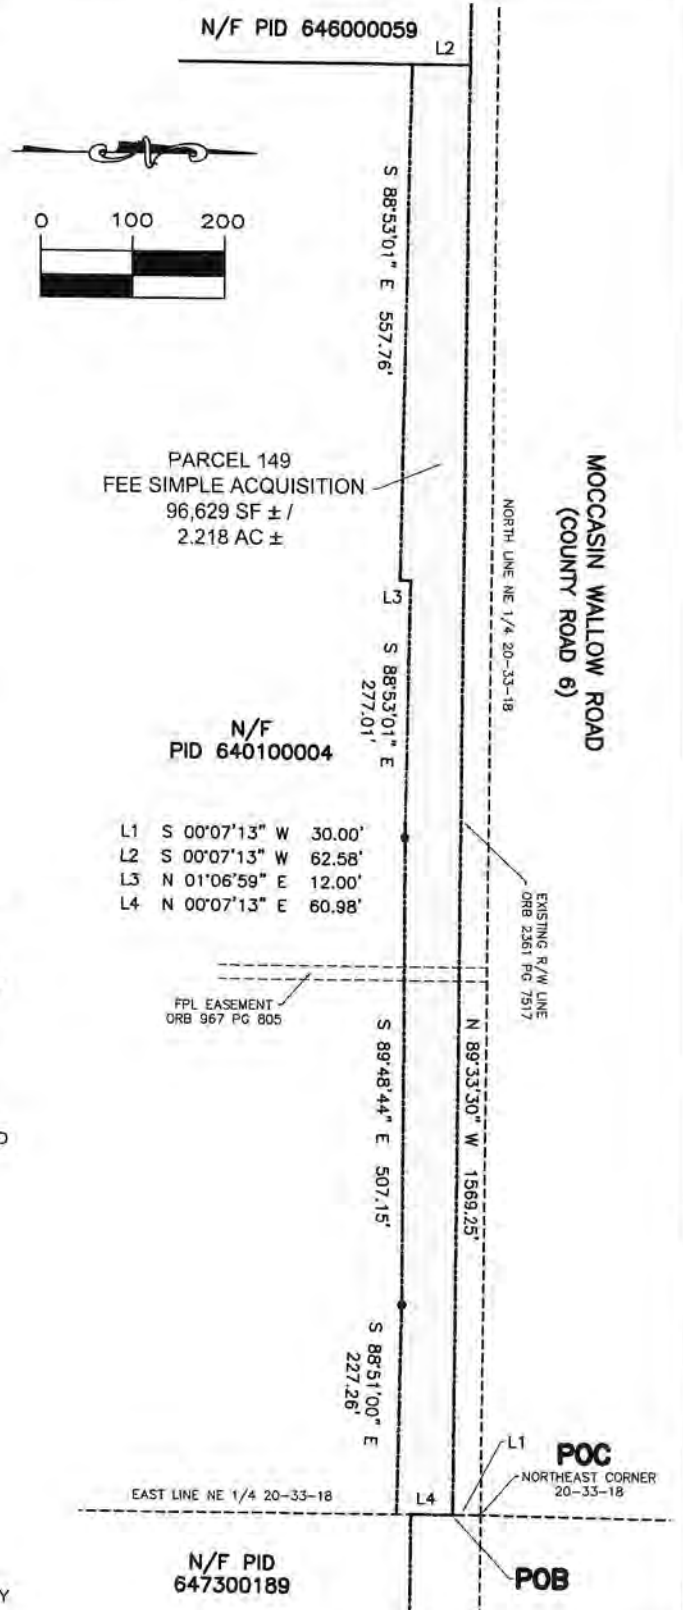 N/F PID 646000059
L2
0 100 200
S 88°53'01" E 557.76'
PARCEL 149
FEE SIMPLE ACQUISITION
96,629 SF ± /
2.218 AC ±
NORTH LINE NE 1/4 20-33-18
MOCCASIN WALLOW ROAD
(COUNTY ROAD 6)
L3
S 88°53'01" E
277.01'
N/F
PID 640100004
L1 S 00°07'13" W 30.00'
L2 S 00°07'13" W 62.58'
L3 N 01°06'59" E 12.00'
L4 N 00°07'13" E 60.98'
EXISTING R/W LINE
ORB 2361 PG 7517
FPL EASEMENT
ORB 967 PG 805
S 89°48'44" E 507.15'
N 89°33'30" W 1569.25'
S 88°51'00" E
227.26'
L1
POC
NORTHEAST CORNER
20-33-18
EAST LINE NE 1/4 20-33-18
L4
N/F PID
647300189
POB